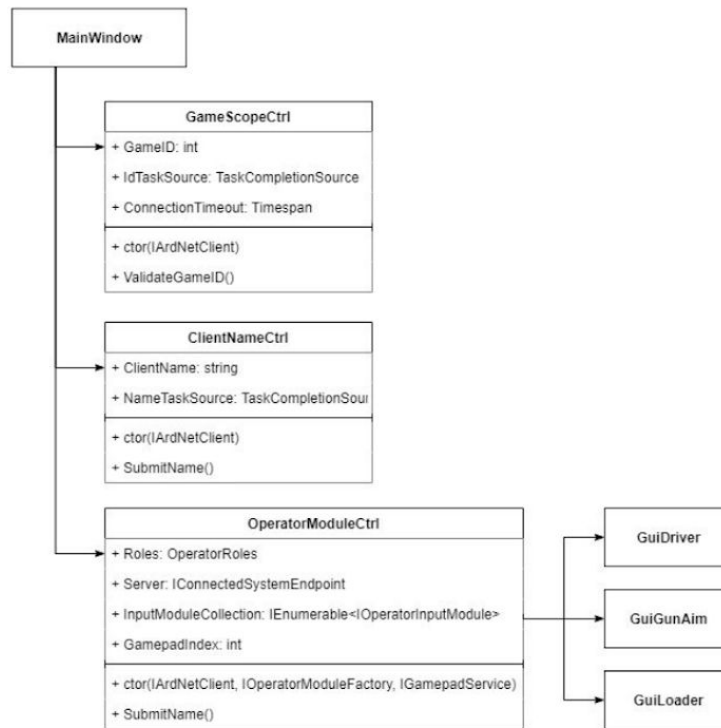 MainWindow
GameScopeCtrl
+ GameID: int
+ IdTaskSource: TaskCompletionSource
+ ConnectionTimeout: Timespan
+ ctor(IArdNetClient)
+ ValidateGameID()
ClientNameCtrl
+ ClientName: string
+ NameTaskSource: TaskCompletionSour
+ ctor(IArdNetClient)
+ SubmitName()
OperatorModuleCtrl
+ Roles: OperatorRoles
+ Server: IConnectedSystemEndpoint
+ InputModuleCollection: IEnumerable<IOperatorInputModule>
+ GamepadIndex: int
+ ctor(IArdNetClient, IOperatorModuleFactory, IGamepadService)
+ SubmitName()
GuiDriver
GuiGunAim
GuiLoader